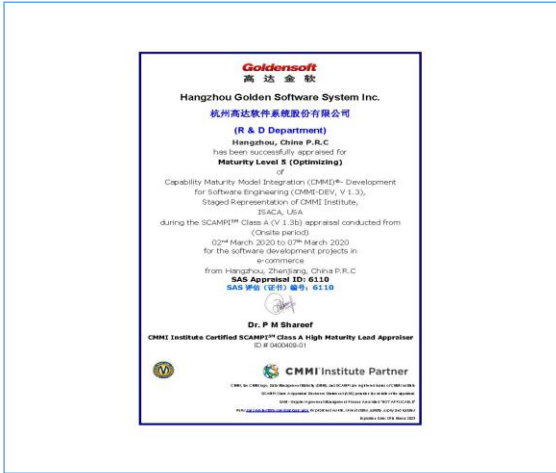 Goldensoft
高 达 金 软
Hangzhou Golden Software System Inc.
杭州高达软件系统股份有限公司
(R & D Department)
Hangzhou, China P.R.C
has been successfully appraised for
Maturity Level 5 (Optimizing)
of
Capability Maturity Model Integration (CMMI)®- Development
for Software Engineering (CMMI-DEV, V 1.3),
Staged Representation of CMMI Institute,
ISACA, USA
during the SCAMPI℠ Class A (V 1.3b) appraisal conducted from
(Onsite period)
02nd March 2020 to 07th March 2020
for the software development projects in
e-commerce
from Hangzhou, Zhenjiang, China P.R.C
SAS Appraisal ID: 6110
SAS 评估（证书）编号: 6110
Dr. P M Shareef
CMMI Institute Certified SCAMPI℠ Class A High Maturity Lead Appraiser
ID # 0400409-01
CMMI Institute Partner